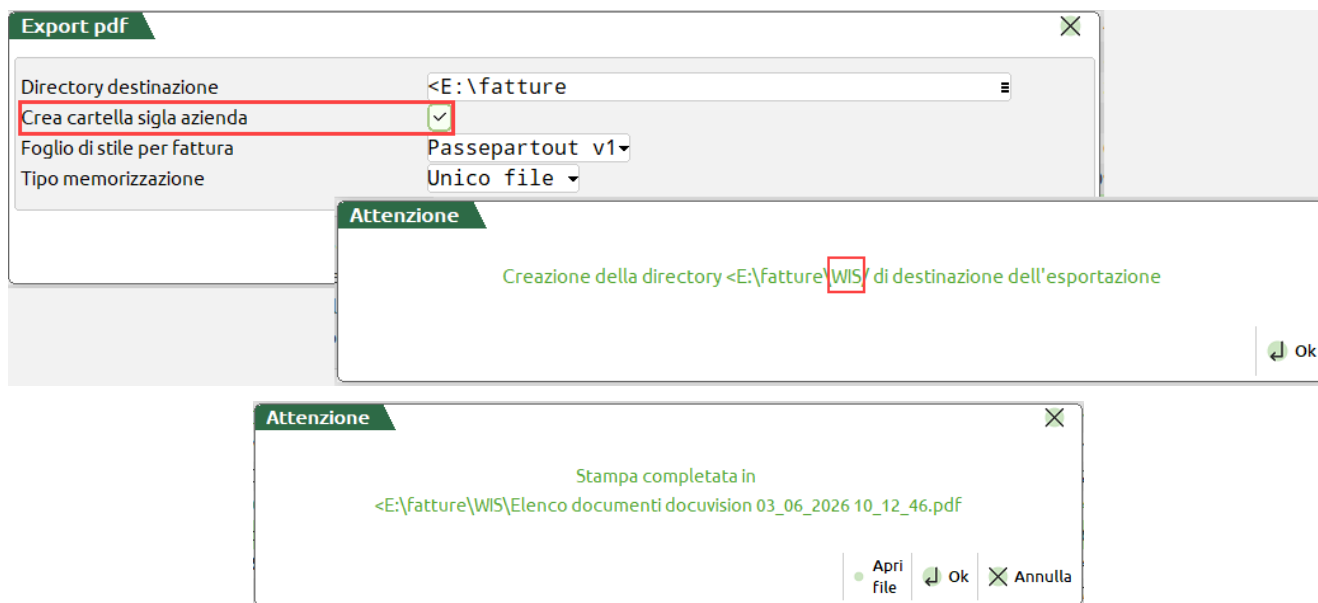 Export pdf
Directory destinazione <E:\fatture
Crea cartella sigla azienda
Foglio di stile per fattura Passepartout v1
Tipo memorizzazione Unico file
Attenzione
Creazione della directory <E:\fatture\WIS/ di destinazione dell'esportazione
Ok
Attenzione
Stampa completata in
<E:\fatture\WIS\Elenco documenti docuvision 03_06_2026 10_12_46.pdf
Apri file Ok Annulla